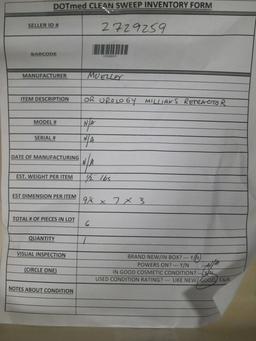 DOTmed CLEAN SWEEP INVENTORY FORM
SELLER ID # 2729259
BARCODE
MANUFACTURER MUELLER
ITEM DESCRIPTION OR UROLOGY MILLIAN'S RETRACTOR
MODEL # N/A
SERIAL # N/A
DATE OF MANUFACTURING N/A
EST. WEIGHT PER ITEM lbs
EST DIMENSION PER ITEM x 7 x 3
TOTAL # OF PIECES IN LOT 6
QUANTITY 1
VISUAL INSPECTION BRAND NEW/IN BOX? --- Y/N
POWERS ON? --- Y/N N/A
(CIRCLE ONE) IN GOOD COSMETIC CONDITION? --- Y/N
USED CONDITION RATING? --- LIKE NEW/GOOD/
NOTES ABOUT CONDITION